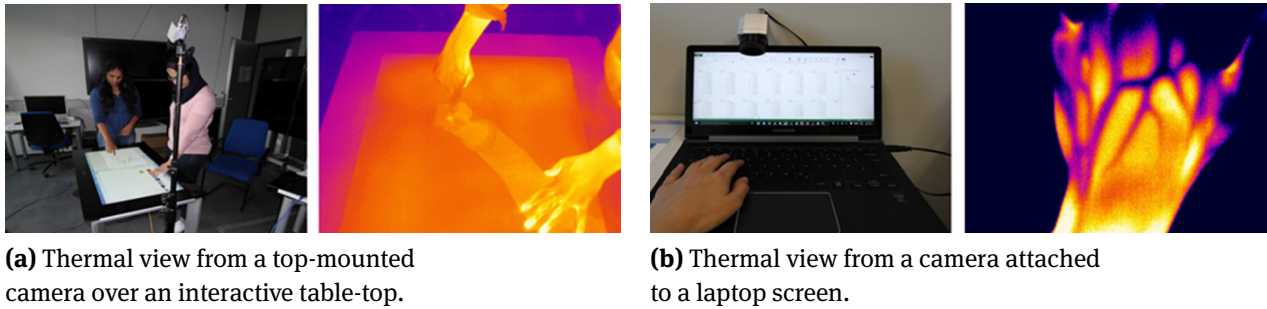 (a) Thermal view from a top-mounted
camera over an interactive table-top.
(b) Thermal view from a camera attached
to a laptop screen.